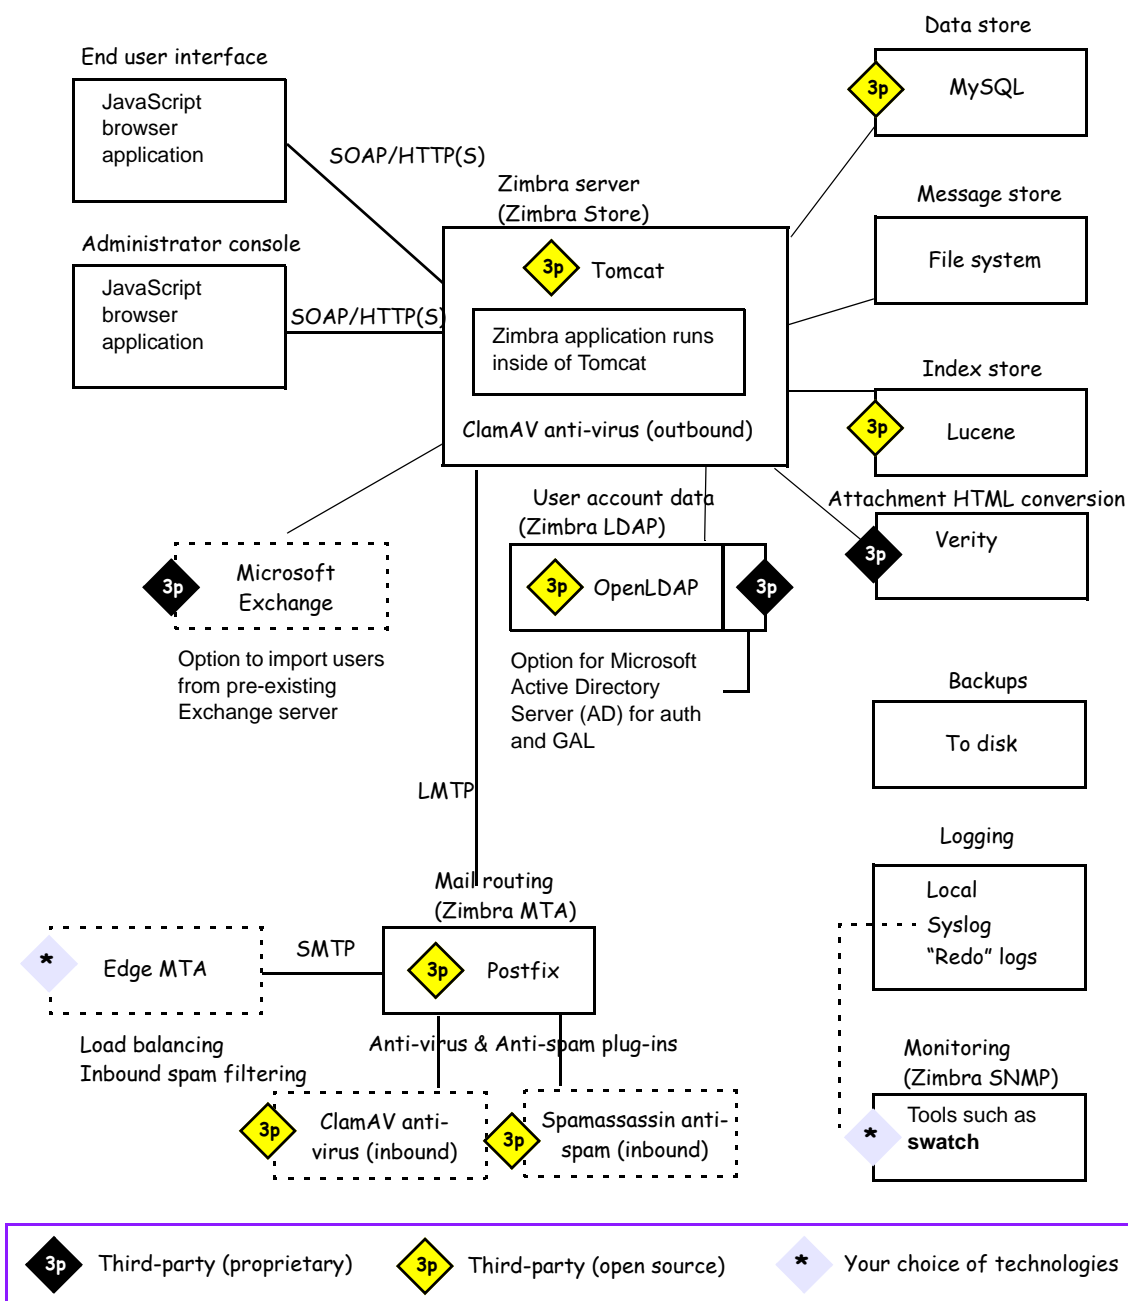 Data store
3p
MySQL
End user interface
JavaScript
browser
application
SOAP/HTTP(S)
Zimbra server
(Zimbra Store)
Message store
File system
Administrator console
JavaScript
browser
application
SOAP/HTTP(S)
3p
Tomcat
Zimbra application runs
inside of Tomcat
ClamAV anti-virus (outbound)
Index store
3p
Lucene
Attachment HTML conversion
3p
Verity
User account data
(Zimbra LDAP)
3p
OpenLDAP
3p
Option for Microsoft
Active Directory
Server (AD) for auth
and GAL
3p
Microsoft
Exchange
Option to import users
from pre-existing
Exchange server
Backups
To disk
LMTP
Logging
Local
Syslog
“Redo” logs
Mail routing
(Zimbra MTA)
3p
Postfix
SMTP
*
Edge MTA
Load balancing
Inbound spam filtering
Anti-virus & Anti-spam plug-ins
3p
ClamAV anti-
virus (inbound)
3p
Spamassassin anti-
spam (inbound)
Monitoring
(Zimbra SNMP)
*
Tools such as
swatch
3p
Third-party (proprietary)
3p
Third-party (open source)
*
Your choice of technologies